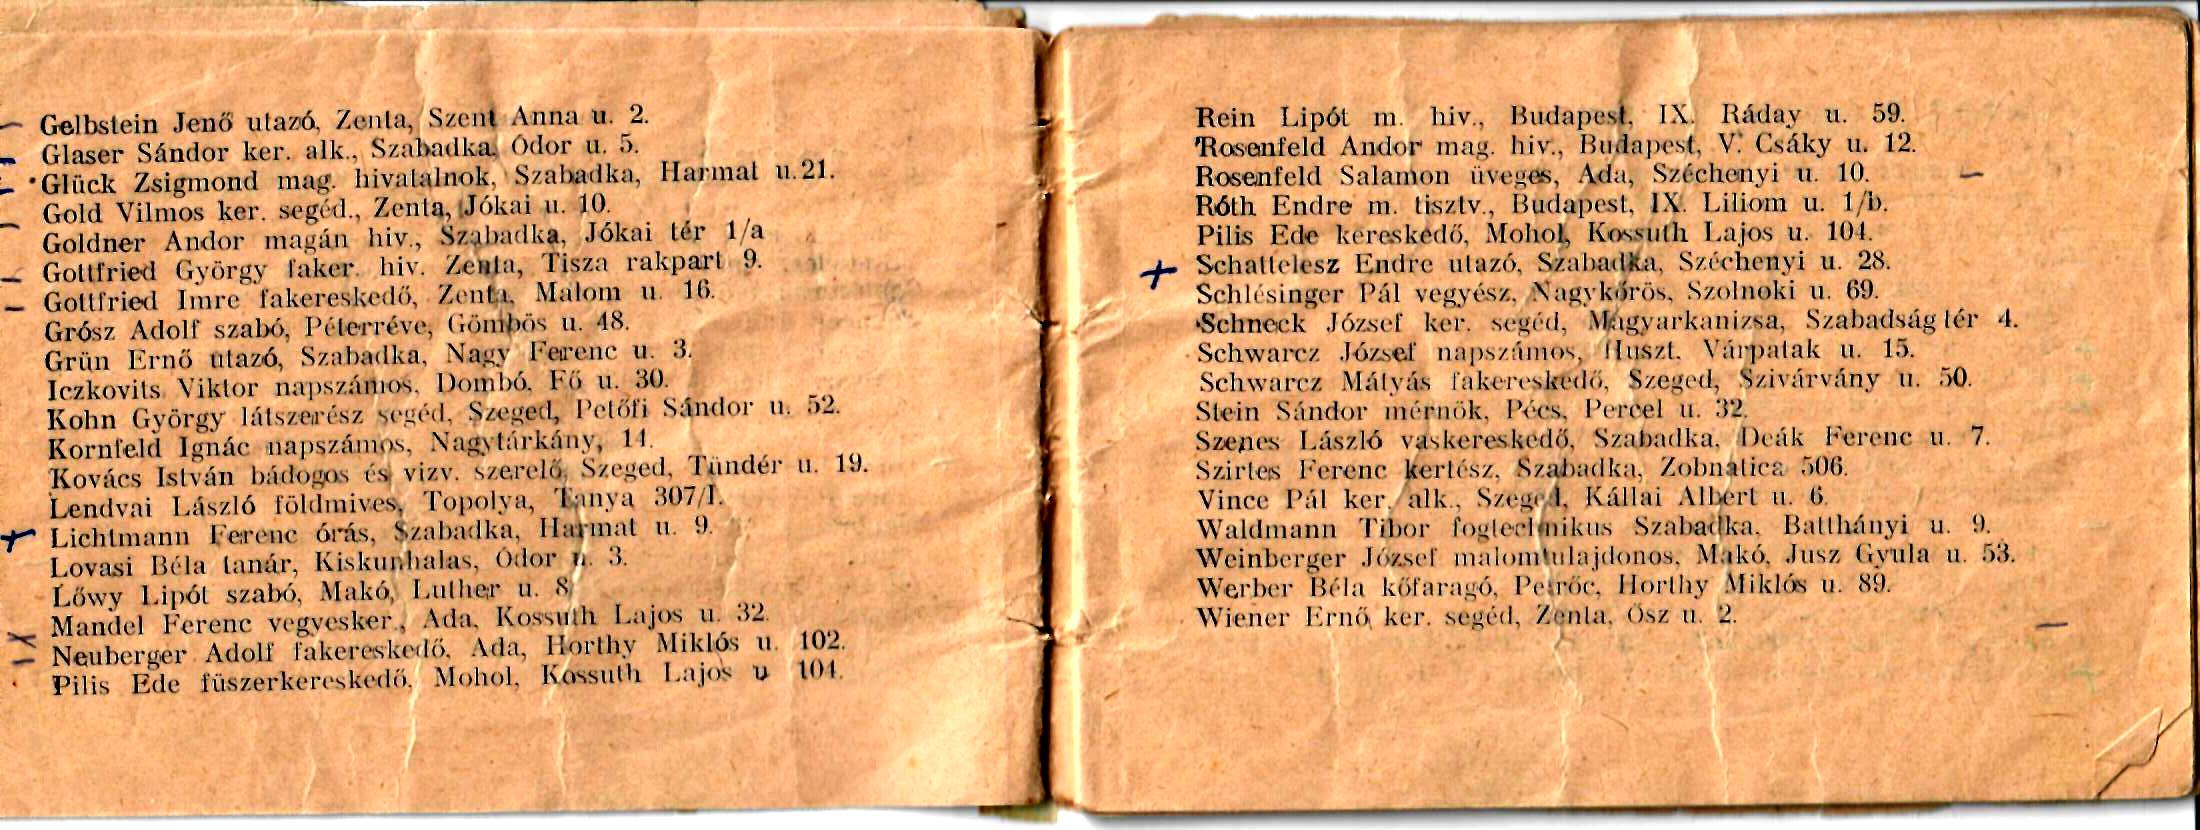 Gelbstein Jenő utazó, Zenta, Szent Anna u. 2.
Glaser Sándor ker. alk., Szabadka, Ódor u. 5.
Glück Zsigmond mag. hivatalnok, Szabadka, Harmat u. 21.
Gold Vilmos ker. segéd., Zenta, Jókai u. 10.
Goldner Andor magán hiv., Szabadka, Jókai tér 1/a
Gottfried György faker. hiv. Zenta, Tisza rakpart 9.
Gottfried Imre fakereskedő, Zenta, Malom u. 16.
Grósz Adolf szabó, Péterréve, Gömbös u. 48.
Grün Ernő utazó, Szabadka, Nagy Ferenc u. 3.
Iczkovits Viktor napszámos, Dombó, Fő u. 30.
Kohn György látszerész segéd, Szeged, Petőfi Sándor u. 52.
Kornfeld Ignác napszámos, Nagytárkány, 14.
Kovács István bádogos és vizv. szerelő, Szeged, Tündér u. 19.
Lendvai László földmives, Topolya, Tanya 307/I.
Lichtmann Ferenc órás, Szabadka, Harmat u. 9.
Lovasi Béla tanár, Kiskunhalas, Ódor u. 3.
Lőwy Lipót szabó, Makó, Luther u. 8
Mandel Ferenc vegyesker., Ada, Kossuth Lajos u. 32.
Neuberger Adolf fakereskedő, Ada, Horthy Miklós u. 102.
Pilis Ede füszerkereskedő, Mohol, Kossuth Lajos u 104.
Rein Lipót m. hiv., Budapest, IX. Ráday u. 59.
Rosenfeld Andor mag. hiv., Budapest, V. Csáky u. 12.
Rosenfeld Salamon üveges, Ada, Széchenyi u. 10.
Róth Endre m. tisztv., Budapest, IX. Liliom u. 1/b.
Pilis Ede kereskedő, Mohol, Kossuth Lajos u. 104.
Schattelesz Endre utazó, Szabadka, Széchenyi u. 28.
Schlésinger Pál vegyész, Nagykőrös, Szolnoki u. 69.
Schneck József ker. segéd, Magyarkanizsa, Szabadság tér 4.
Schwarcz József napszámos, Huszt, Várpatak u. 15.
Schwarcz Mátyás fakereskedő, Szeged, Szivárvány u. 50.
Stein Sándor mérnök, Pécs, Percel u. 32.
Szenes László vaskereskedő, Szabadka, Deák Ferenc u. 7.
Szirtes Ferenc kertész, Szabadka, Zobnatica 506.
Vince Pál ker. alk., Szeged, Kállai Albert u. 6.
Waldmann Tibor fogtechnikus Szabadka, Batthányi u. 9.
Weinberger József malomtulajdonos, Makó, Jusz Gyula u. 53.
Werber Béla kőfaragó, Petrőc, Horthy Miklós u. 89.
Wiener Ernő ker. segéd, Zenta, Ősz u. 2.